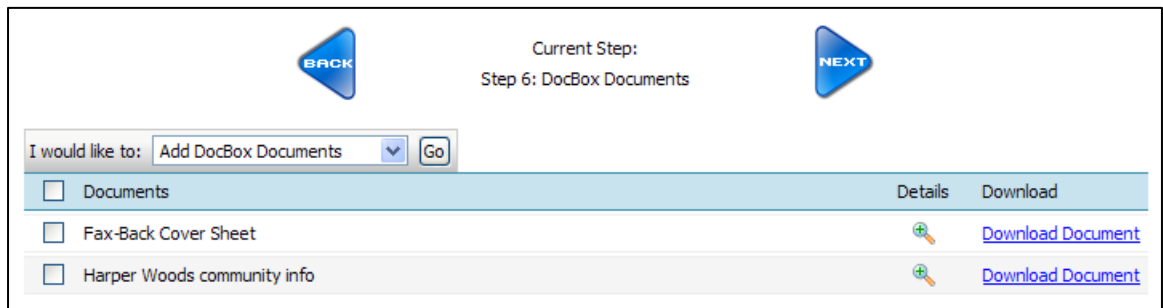 BACK
Current Step:
NEXT
Step 6: DocBox Documents
I would like to: Add DocBox Documents Go
Documents Details Download
Fax-Back Cover Sheet Download Document
Harper Woods community info Download Document